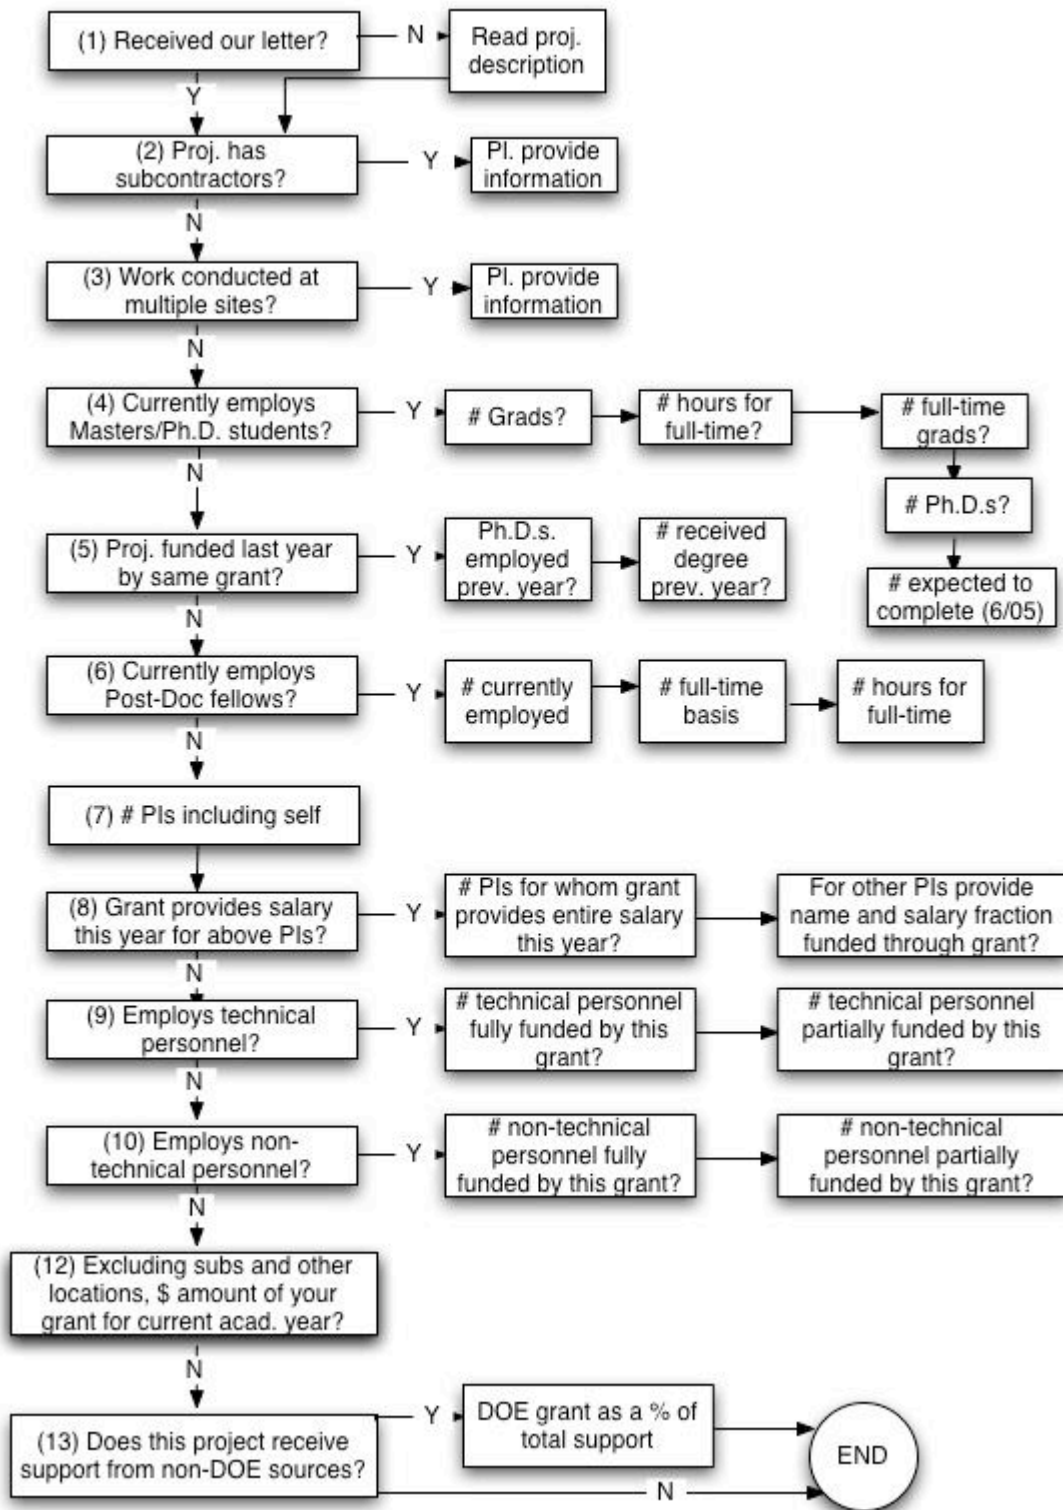 (1) Received our letter?
N
Read proj.
description
Y
(2) Proj. has
subcontractors?
Y
PI. provide
information
N
(3) Work conducted at
multiple sites?
Y
PI. provide
information
N
(4) Currently employs
Masters/Ph.D. students?
Y
# Grads?
# hours for
full-time?
# full-time
grads?
# Ph.D.s?
# expected to
complete (6/05)
N
(5) Proj. funded last year
by same grant?
Y
Ph.D.s.
employed
prev. year?
# received
degree
prev. year?
N
(6) Currently employs
Post-Doc fellows?
Y
# currently
employed
# full-time
basis
# hours for
full-time
N
(7) # PIs including self
(8) Grant provides salary
this year for above PIs?
Y
# PIs for whom grant
provides entire salary
this year?
For other PIs provide
name and salary fraction
funded through grant?
N
(9) Employs technical
personnel?
Y
# technical personnel
fully funded by this
grant?
# technical personnel
partially funded by this
grant?
N
(10) Employs non-
technical personnel?
Y
# non-technical
personnel fully
funded by this grant?
# non-technical
personnel partially
funded by this grant?
N
(12) Excluding subs and other
locations, $ amount of your
grant for current acad. year?
N
(13) Does this project receive
support from non-DOE sources?
Y
DOE grant as a % of
total support
N
END